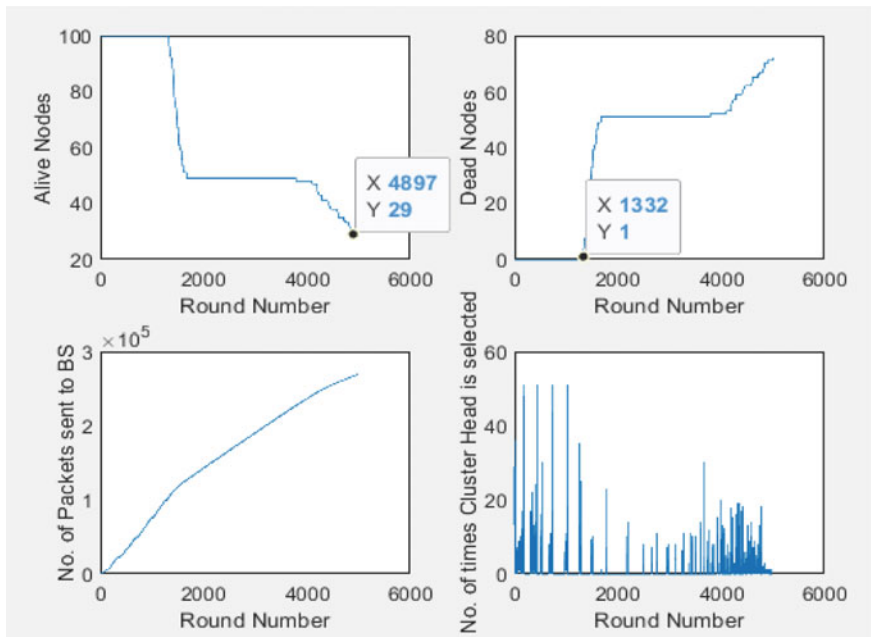 Alive Nodes
100
80
60
40
20
0
2000
4000
6000
Round Number
X 4897
Y 29
Dead Nodes
80
60
40
20
0
0
2000
4000
6000
Round Number
X 1332
Y 1
No. of Packets sent to BS
×10^5
3
2
1
0
0
2000
4000
6000
Round Number
No. of times Cluster Head is selected
60
40
20
0
0
2000
4000
6000
Round Number